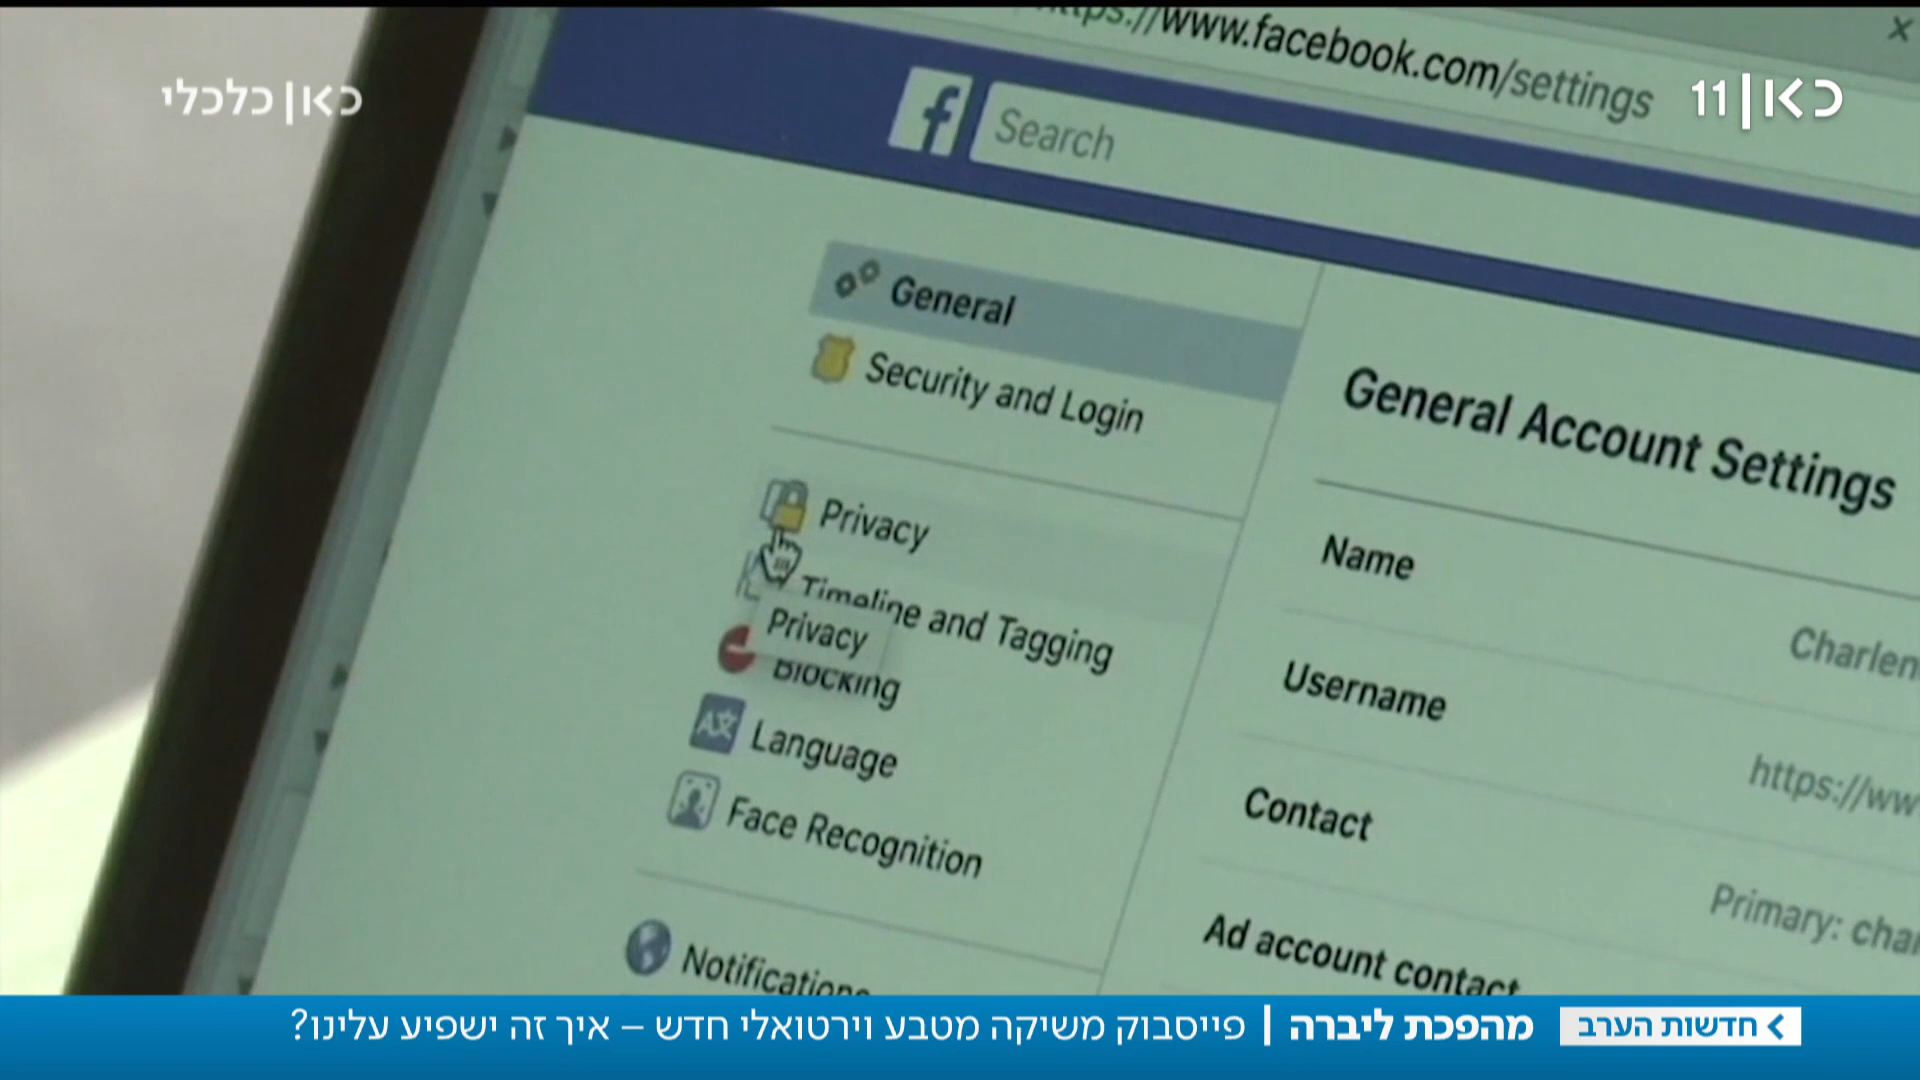 https://www.facebook.com/settings
כאן | 11
כאן | כלכלי
Search
General
Security and Login
Privacy
Timeline and Tagging
Privacy
Blocking
Language
Face Recognition
Notifications
General Account Settings
Name
Charlen
Username
https://ww
Contact
Primary: char
Ad account contact
חדשות הערב
מהפכת ליברה | פייסבוק משיקה מטבע וירטואלי חדש – איך זה ישפיע עלינו?